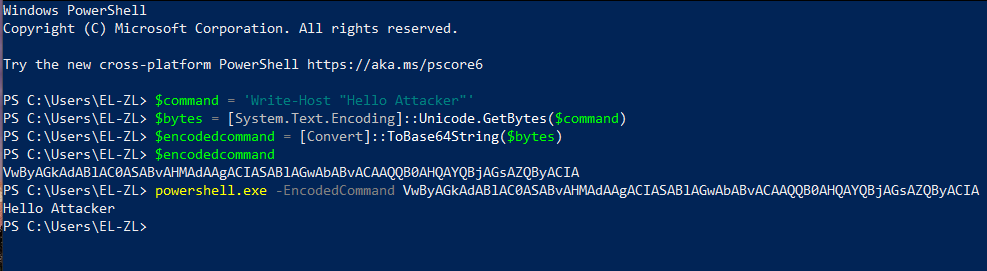 Windows PowerShell
Copyright (C) Microsoft Corporation. All rights reserved.
Try the new cross-platform PowerShell https://aka.ms/pscore6
PS C:\Users\EL-ZL> $command = 'Write-Host "Hello Attacker"'
PS C:\Users\EL-ZL> $bytes = [System.Text.Encoding]::Unicode.GetBytes($command)
PS C:\Users\EL-ZL> $encodedcommand = [Convert]::ToBase64String($bytes)
PS C:\Users\EL-ZL> $encodedcommand
VwByAGkAdABlAC0ASABvAHMAdAAgACIASABlAGwAbABvACAAQQB0AHQAYQBjAGsAZQByACIA
PS C:\Users\EL-ZL> powershell.exe -EncodedCommand VwByAGkAdABlAC0ASABvAHMAdAAgACIASABlAGwAbABvACAAQQB0AHQAYQBjAGsAZQByACIA
Hello Attacker
PS C:\Users\EL-ZL>